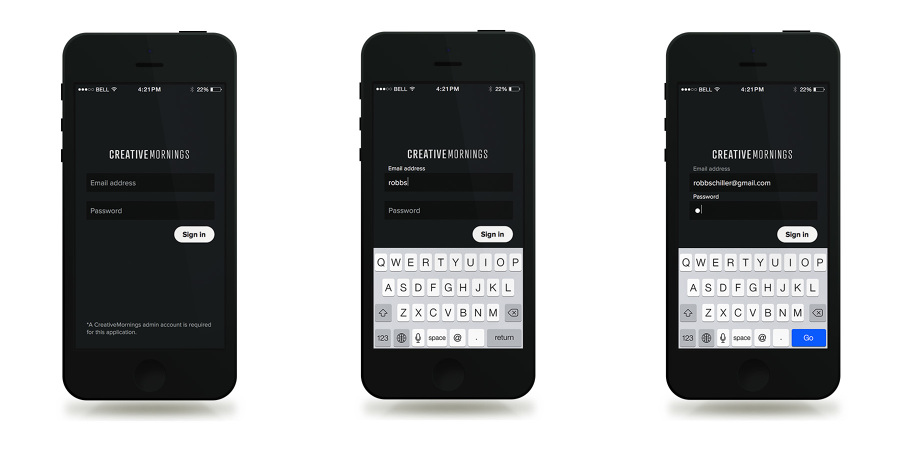 BELL 4:21PM 22%
CREATIVEMORNINGS
Email address
Password
Sign in
*A CreativeMornings admin account is required
for this application.
BELL 4:21PM 22%
CREATIVEMORNINGS
Email address
robbs
Password
Sign in
Q W E R T Y U I O P
A S D F G H J K L
Z X C V B N M
123 space @ . return
BELL 4:21PM 22%
CREATIVEMORNINGS
Email address
robbschiller@gmail.com
Password
Sign in
Q W E R T Y U I O P
A S D F G H J K L
Z X C V B N M
123 space @ . Go